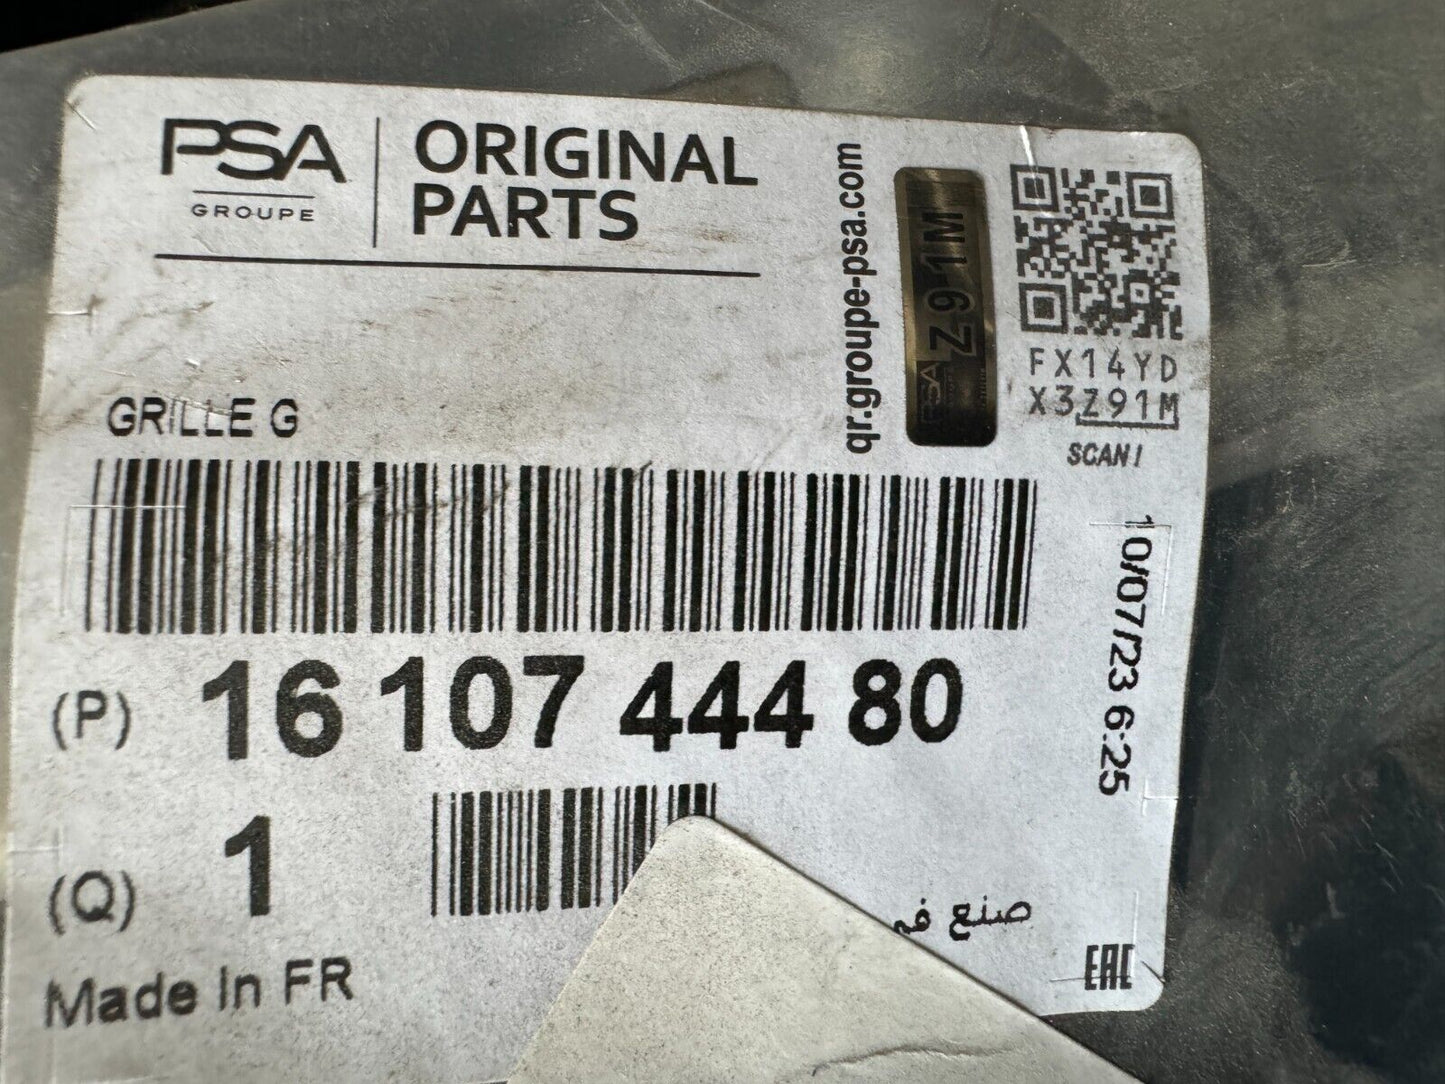 PSA
GROUPE
ORIGINAL
PARTS
qr.groupe-psa.com
Z91M
PSA
FX14YD
X3Z91M
SCAN!
GRILLE G
10/07/23 6:25
(P) 16 107 444 80
(Q) 1
صنع في
Made In FR
EAC